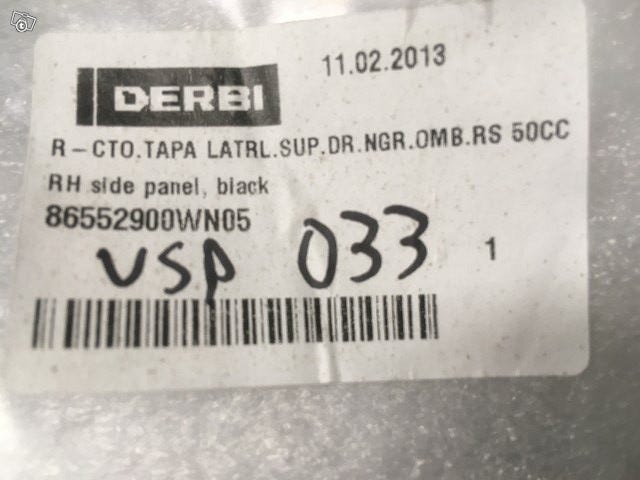 11.02.2013
DERBI
R-CTO.TAPA LATRL.SUP.DR.NGR.OMB.RS 50CC
RH side panel, black
86552900WN05
VSP 033 1